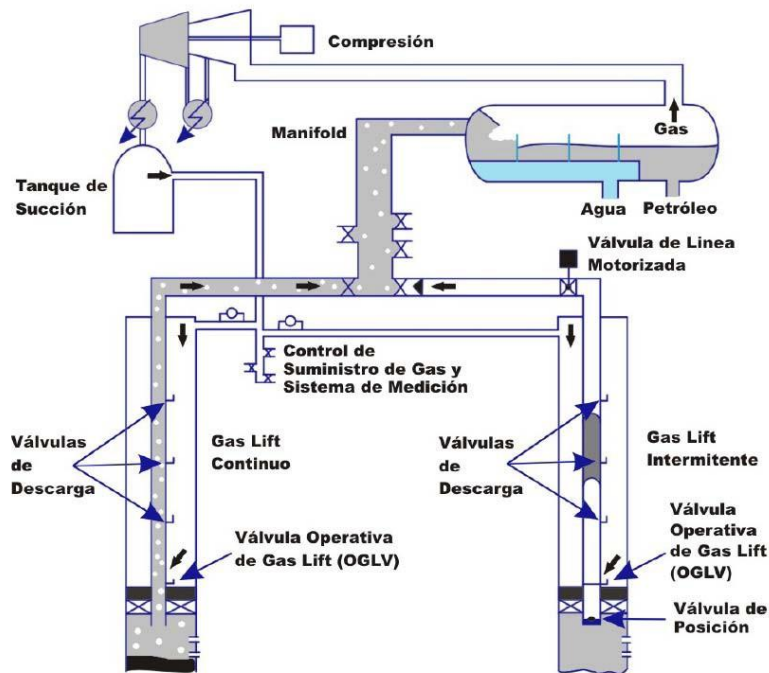 Compresión
Manifold
Gas
Tanque de
Succión
Agua
Petróleo
Válvula de Linea
Motorizada
Control de
Suministro de Gas y
Sistema de Medición
Válvulas
de
Descarga
Gas Lift
Continuo
Válvulas
de
Descarga
Gas Lift
Intermitente
Válvula Operativa
de Gas Lift (OGLV)
Válvula
Operativa
de Gas Lift
(OGLV)
Válvula de
Posición